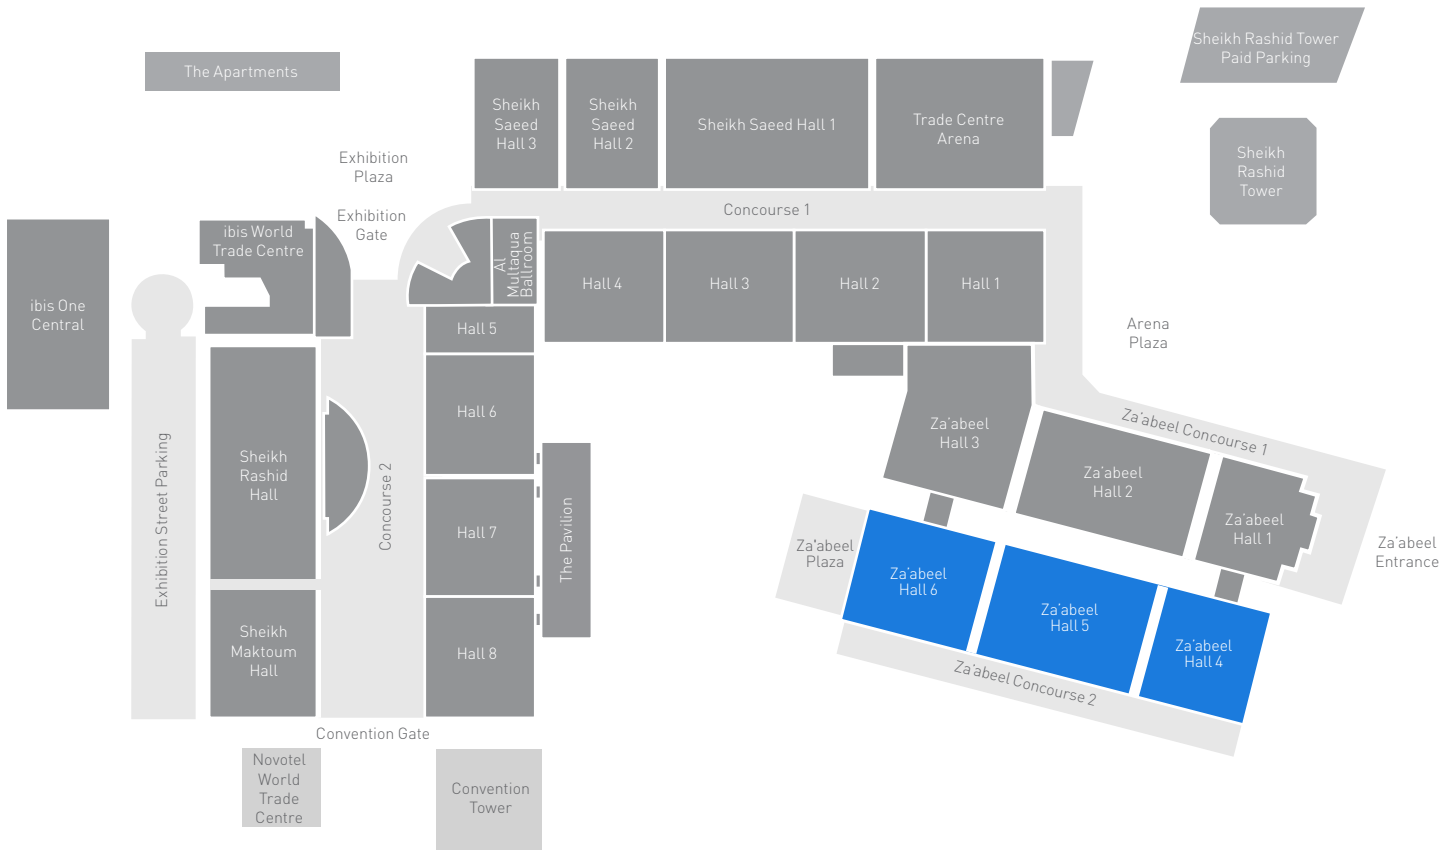 Sheikh Rashid Tower
Paid Parking
The Apartments
Sheikh
Saeed
Hall 3
Sheikh
Saeed
Hall 2
Sheikh Saeed Hall 1
Trade Centre
Arena
Sheikh
Rashid
Tower
Exhibition
Plaza
Exhibition
Gate
Concourse 1
ibis World
Trade Centre
Al
Multaqua
Ballroom
Hall 4
Hall 3
Hall 2
Hall 1
ibis One
Central
Hall 5
Arena
Plaza
Hall 6
Za'abeel
Hall 3
Za'abeel Concourse 1
Sheikh
Rashid
Hall
Za'abeel
Hall 2
Exhibition Street Parking
Concourse 2
Hall 7
The Pavilion
Za'abeel
Hall 1
Za'abeel
Plaza
Za'abeel
Entrance
Za'abeel
Hall 6
Za'abeel
Hall 5
Sheikh
Maktoum
Hall
Hall 8
Za'abeel
Hall 4
Za'abeel Concourse 2
Convention Gate
Novotel
World
Trade
Centre
Convention
Tower